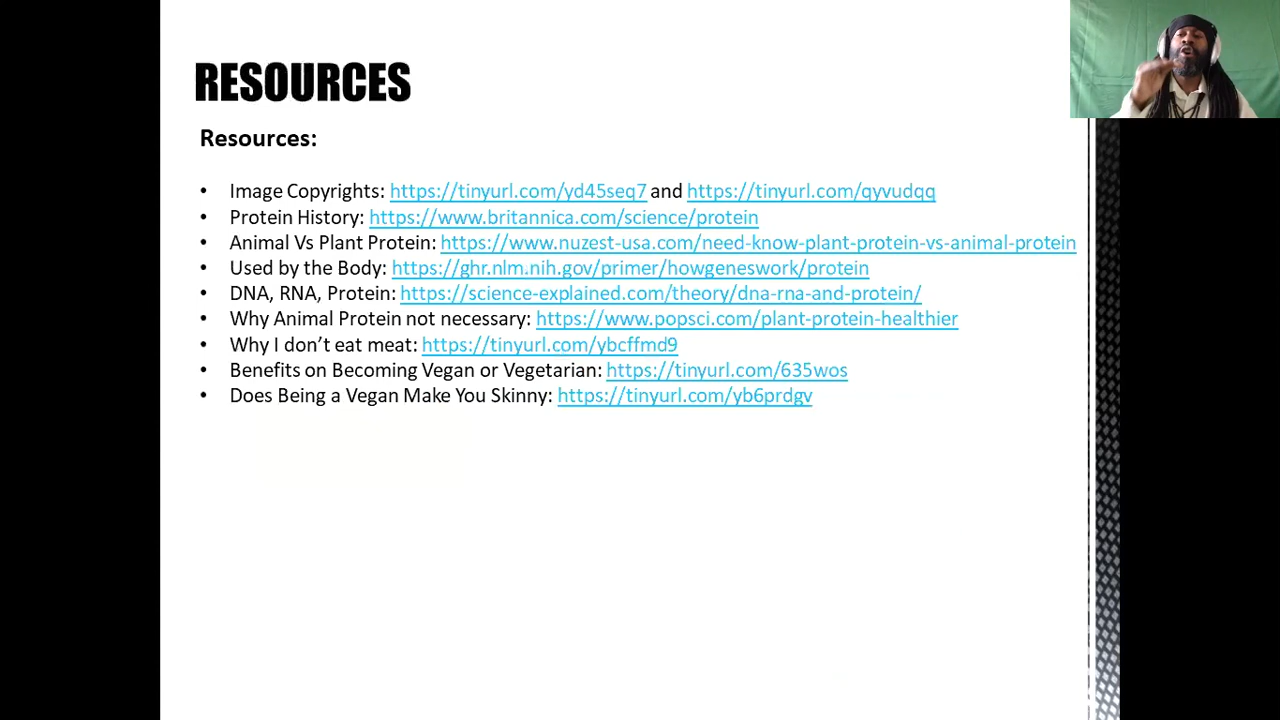 RESOURCES
Resources:
• Image Copyrights: https://tinyurl.com/yd45seq7 and https://tinyurl.com/qyvudqq
• Protein History: https://www.britannica.com/science/protein
• Animal Vs Plant Protein: https://www.nuzest-usa.com/need-know-plant-protein-vs-animal-protein
• Used by the Body: https://ghr.nlm.nih.gov/primer/howgeneswork/protein
• DNA, RNA, Protein: https://science-explained.com/theory/dna-rna-and-protein/
• Why Animal Protein not necessary: https://www.popsci.com/plant-protein-healthier
• Why I don’t eat meat: https://tinyurl.com/ybcffmd9
• Benefits on Becoming Vegan or Vegetarian: https://tinyurl.com/635wos
• Does Being a Vegan Make You Skinny: https://tinyurl.com/yb6prdgv